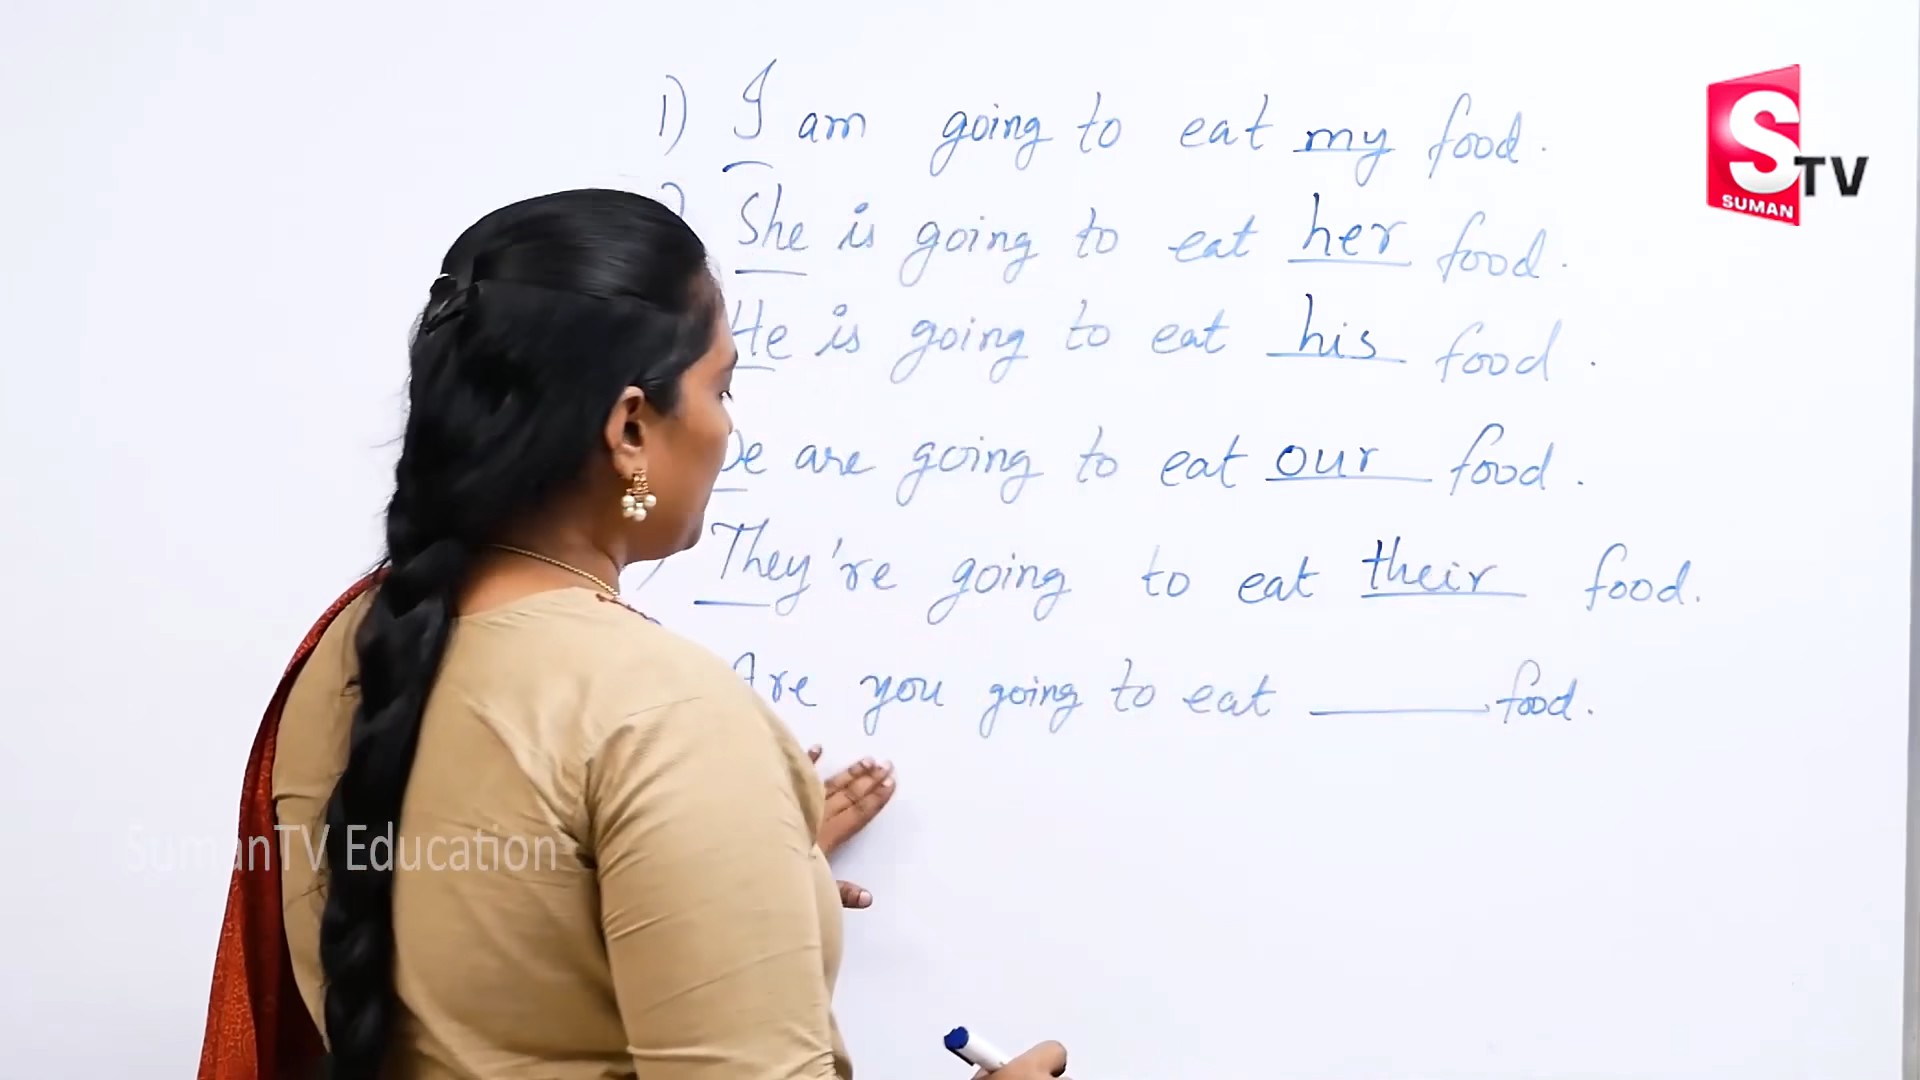 1) I am going to eat my food.
She is going to eat her food.
He is going to eat his food.
are going to eat our food.
They're going to eat their food.
Are you going to eat ____ food.
S TV
SUMAN
SumanTV Education